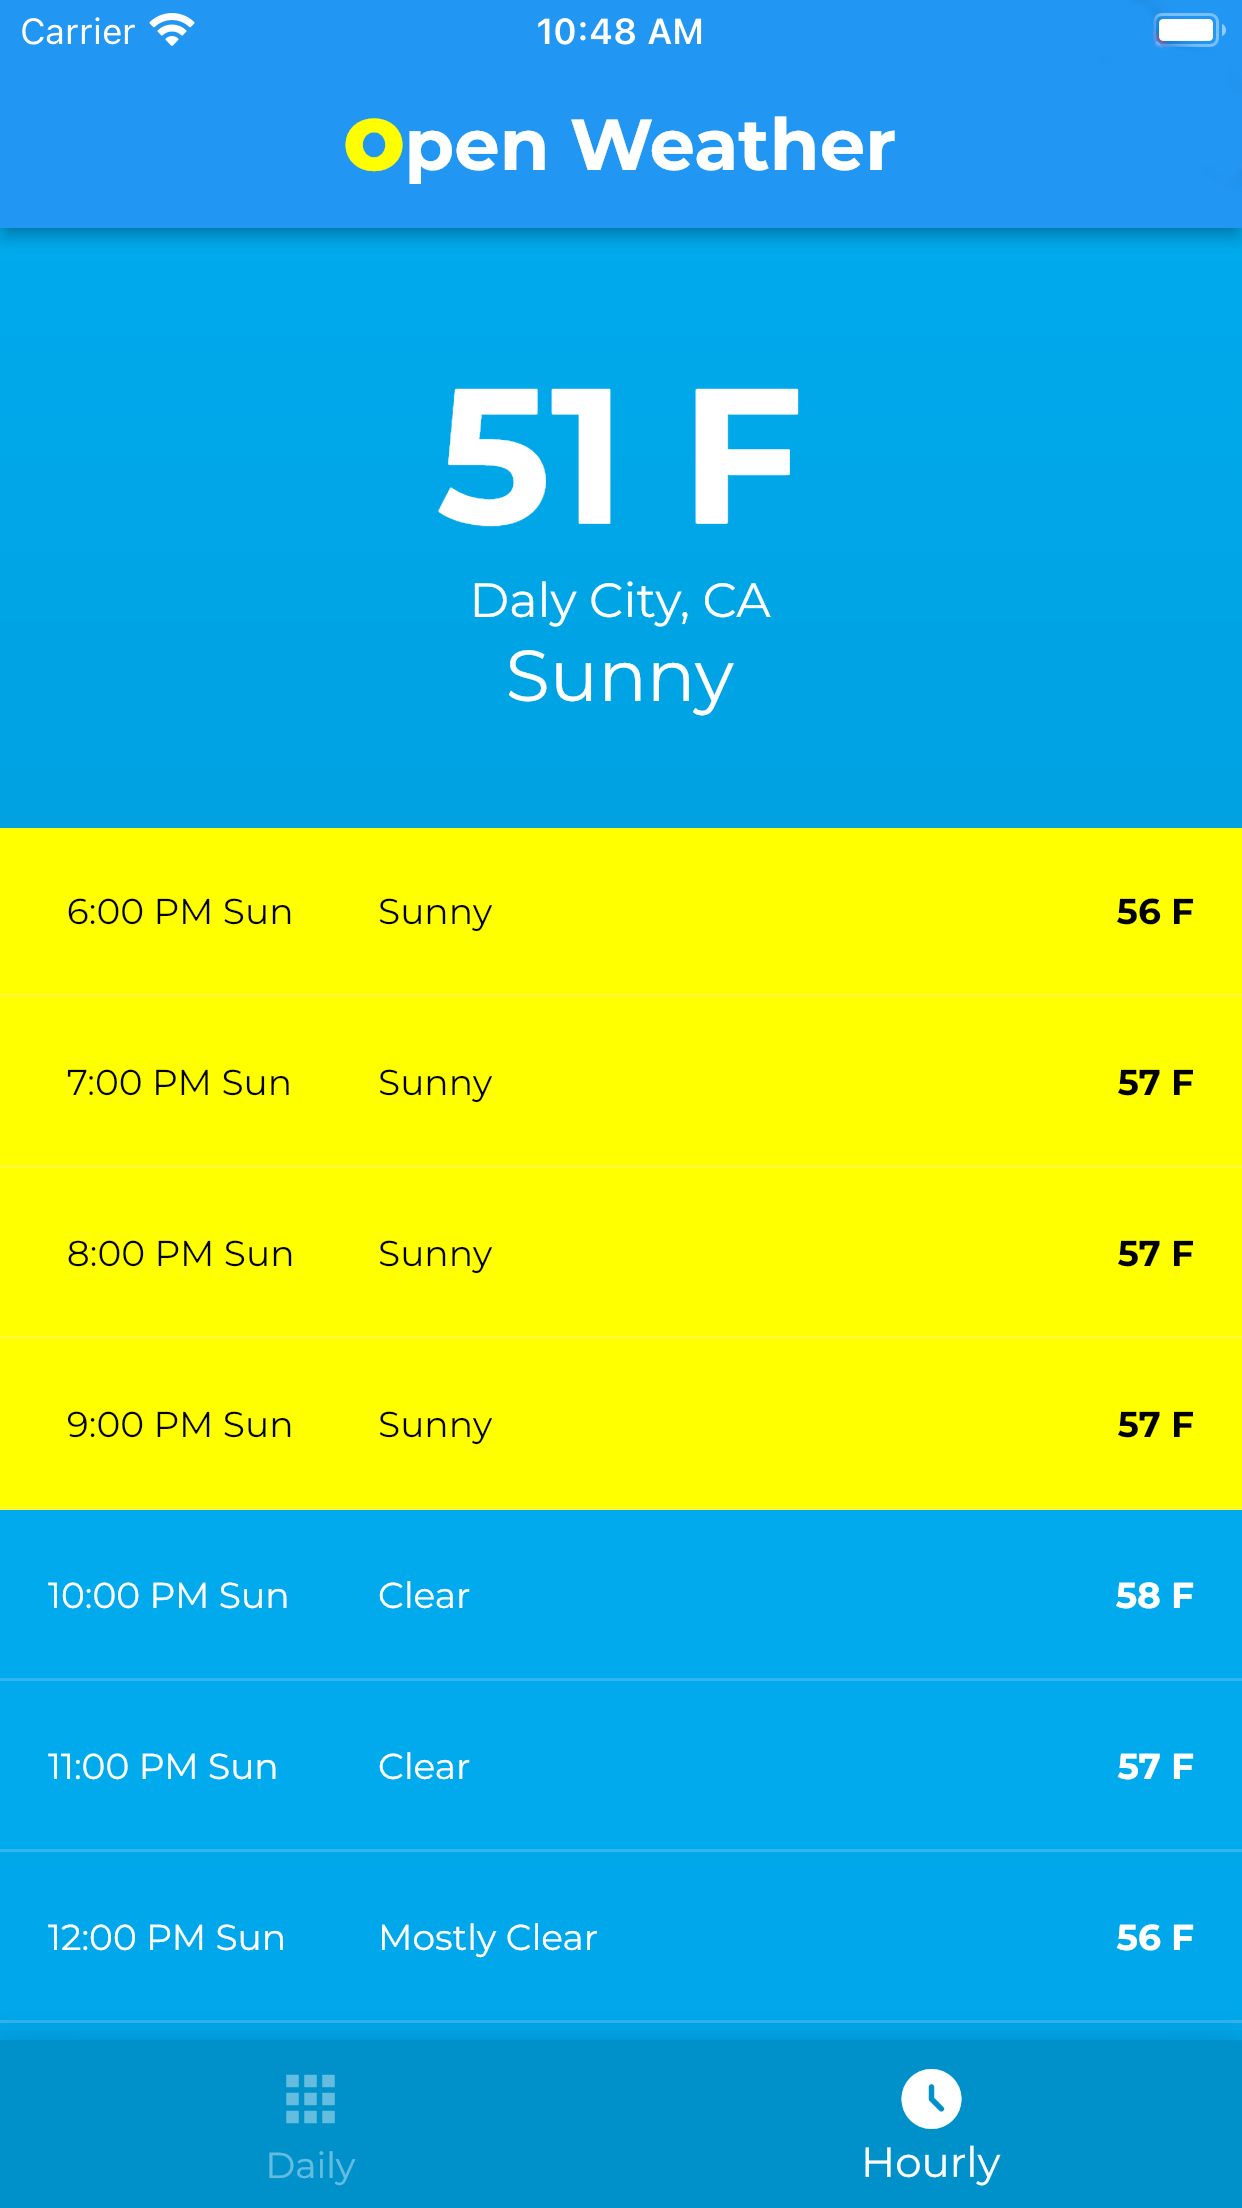 Carrier 10:48 AM
Open Weather
51 F
Daly City, CA
Sunny
6:00 PM Sun Sunny 56 F
7:00 PM Sun Sunny 57 F
8:00 PM Sun Sunny 57 F
9:00 PM Sun Sunny 57 F
10:00 PM Sun Clear 58 F
11:00 PM Sun Clear 57 F
12:00 PM Sun Mostly Clear 56 F
Daily Hourly